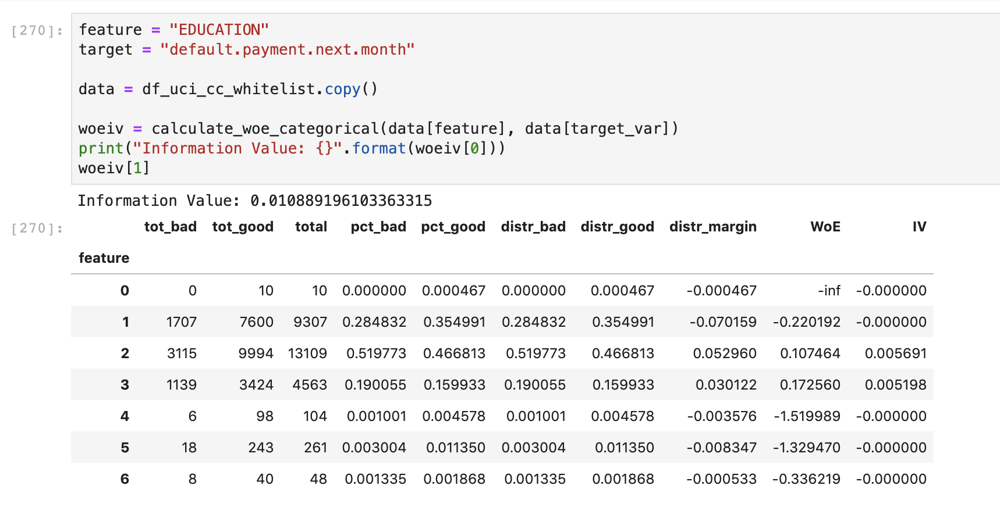 [270]: feature = "EDUCATION"
target = "default.payment.next.month"
data = df_uci_cc_whitelist.copy()
woeiv = calculate_woe_categorical(data[feature], data[target_var])
print("Information Value: {}".format(woeiv[0]))
woeiv[1]
Information Value: 0.010889196103363315
[270]: tot_bad tot_good total pct_bad pct_good distr_bad distr_good distr_margin WoE IV
feature
0 0 10 10 0.000000 0.000467 0.000000 0.000467 -0.000467 -inf -0.000000
1 1707 7600 9307 0.284832 0.354991 0.284832 0.354991 -0.070159 -0.220192 -0.000000
2 3115 9994 13109 0.519773 0.466813 0.519773 0.466813 0.052960 0.107464 0.005691
3 1139 3424 4563 0.190055 0.159933 0.190055 0.159933 0.030122 0.172560 0.005198
4 6 98 104 0.001001 0.004578 0.001001 0.004578 -0.003576 -1.519989 -0.000000
5 18 243 261 0.003004 0.011350 0.003004 0.011350 -0.008347 -1.329470 -0.000000
6 8 40 48 0.001335 0.001868 0.001335 0.001868 -0.000533 -0.336219 -0.000000